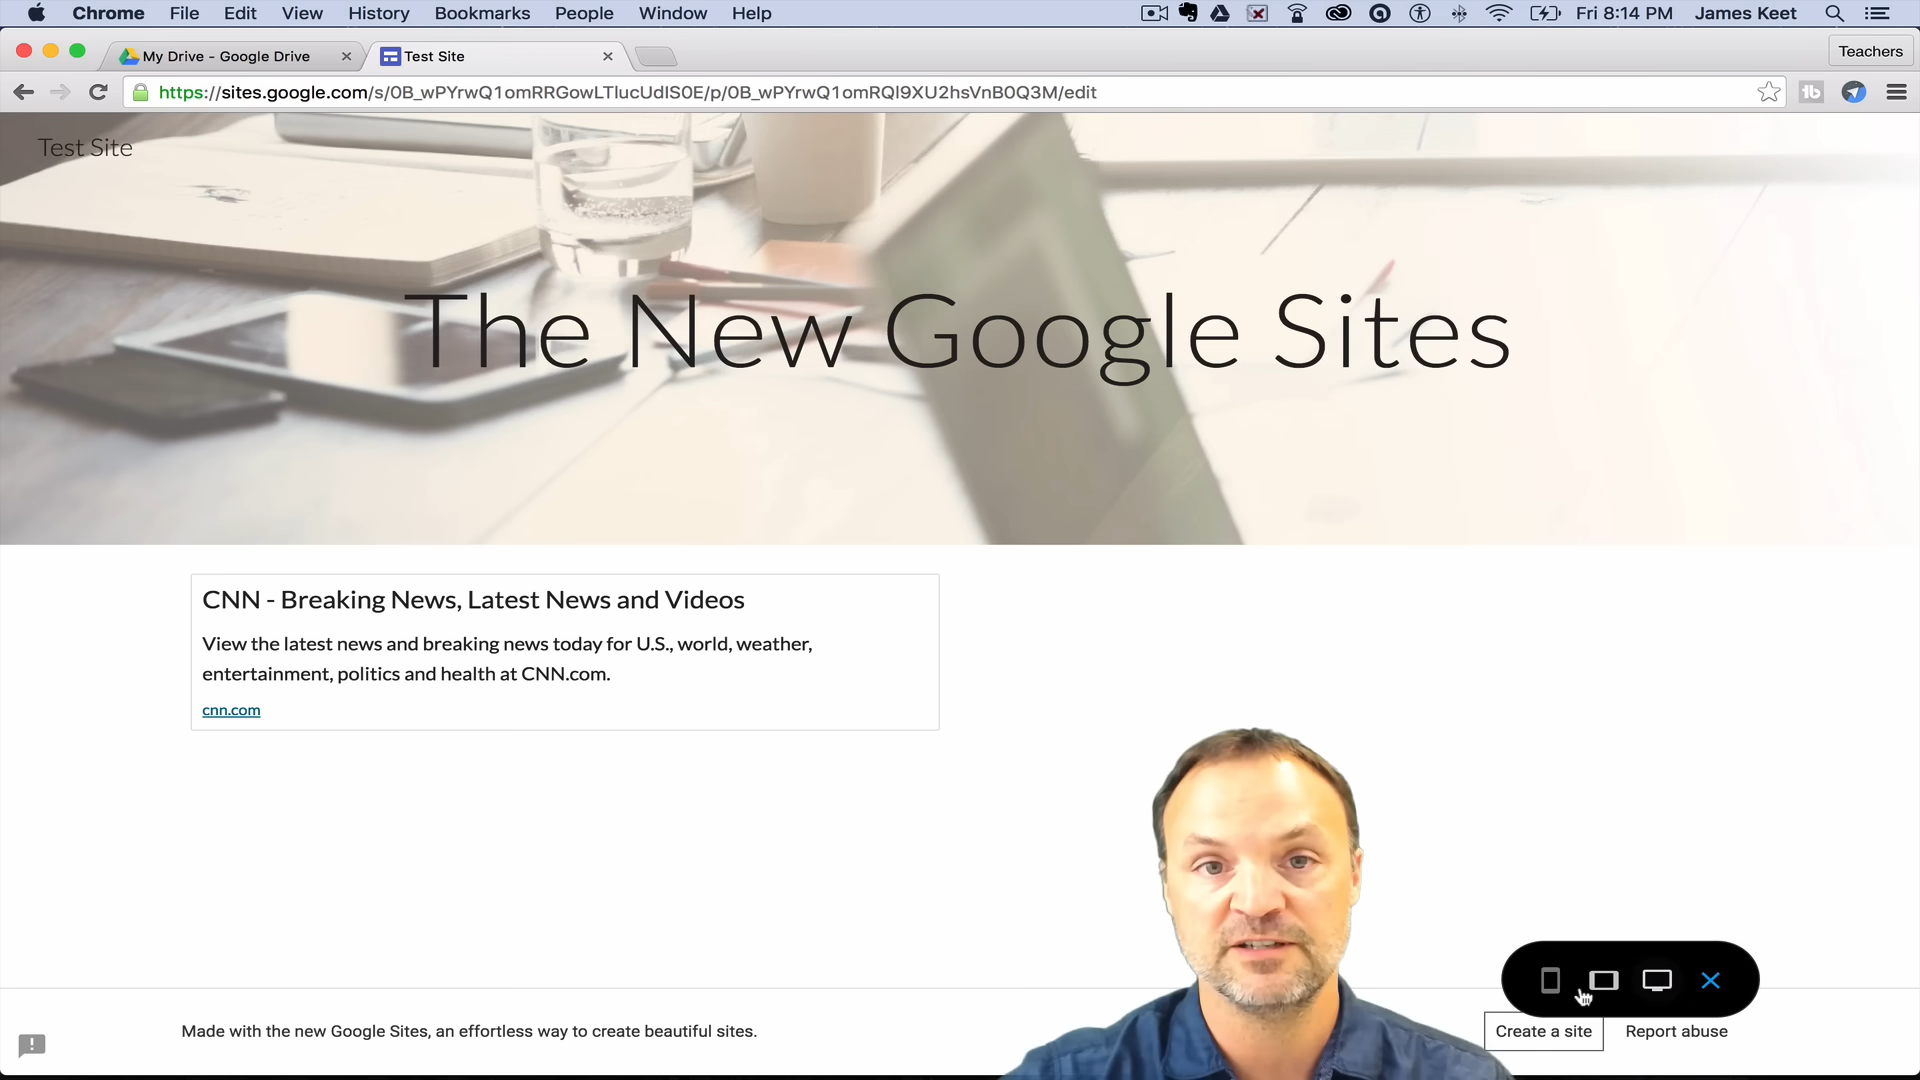 Chrome File Edit View History Bookmarks People Window Help Fri 8:14 PM James Keet
My Drive - Google Drive Test Site Teachers
https://sites.google.com/s/0B_wPYrwQ1omRRGowLTlucUdIS0E/p/0B_wPYrwQ1omRQl9XU2hsVnB0Q3M/edit
Test Site
The New Google Sites
CNN - Breaking News, Latest News and Videos
View the latest news and breaking news today for U.S., world, weather,
entertainment, politics and health at CNN.com.
cnn.com
Made with the new Google Sites, an effortless way to create beautiful sites.
Create a site Report abuse